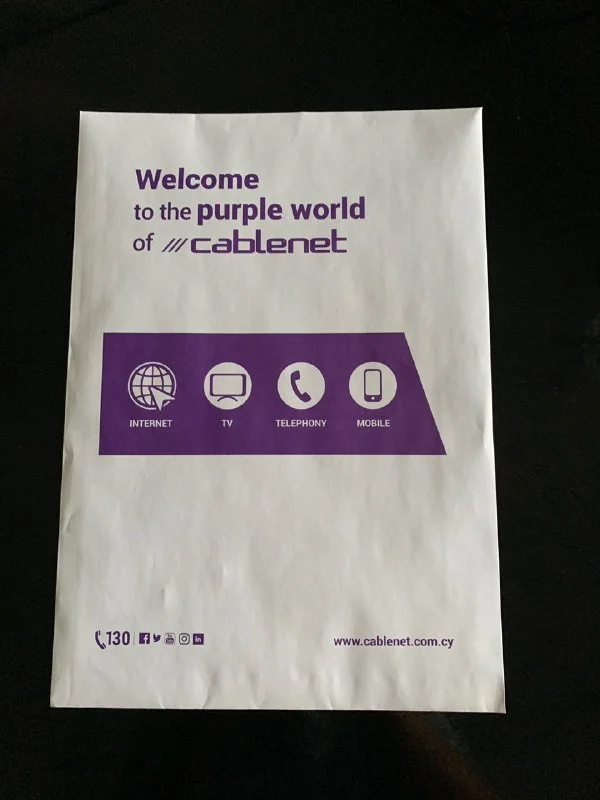 Welcome
to the purple world
of cablenet
INTERNET TV TELEPHONY MOBILE
130
www.cablenet.com.cy